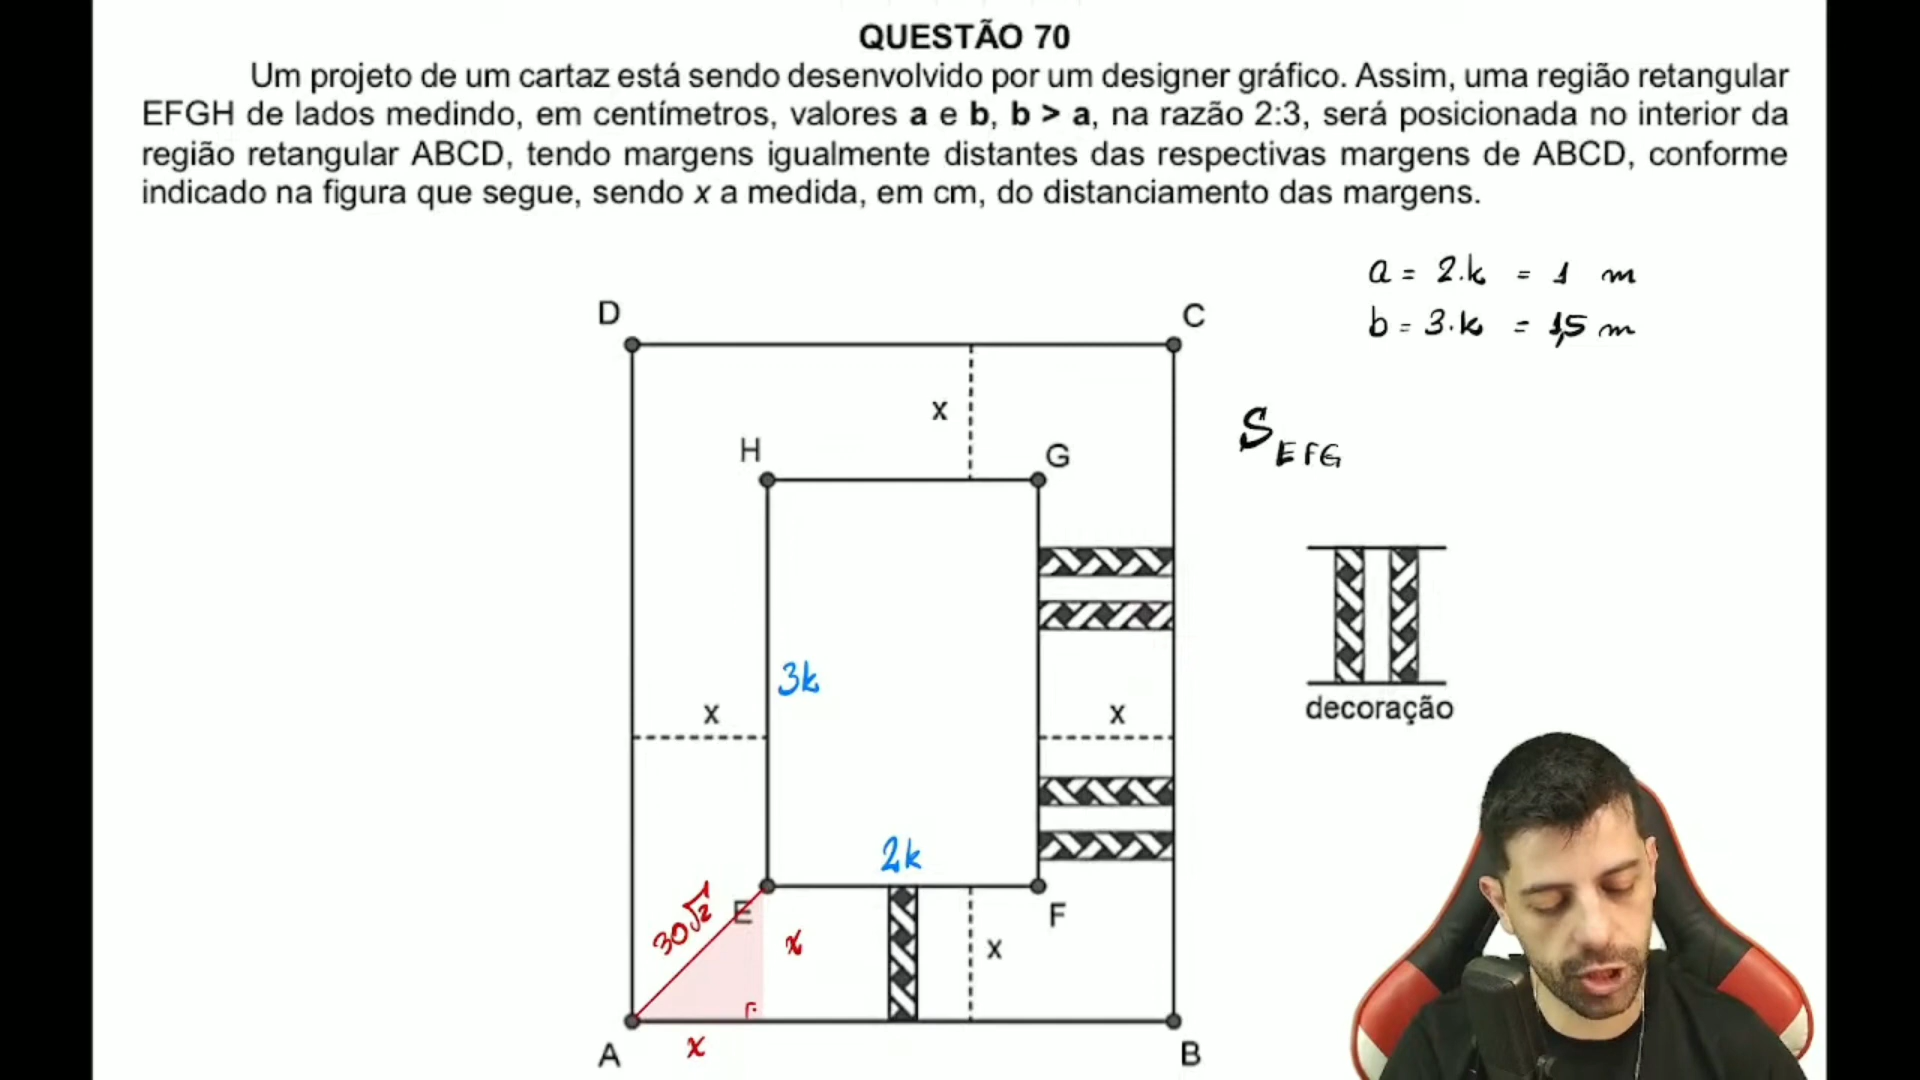 QUESTÃO 70
Um projeto de um cartaz está sendo desenvolvido por um designer gráfico. Assim, uma região retangular
EFGH de lados medindo, em centímetros, valores a e b, b > a, na razão 2:3, será posicionada no interior da
região retangular ABCD, tendo margens igualmente distantes das respectivas margens de ABCD, conforme
indicado na figura que segue, sendo x a medida, em cm, do distanciamento das margens.
a = 2.k = 1 m
b = 3.k = 1,5 m
D
C
x
H
G
S EFG
3k
x
x
decoração
2k
30√2
E
F
x
x
A
x
B